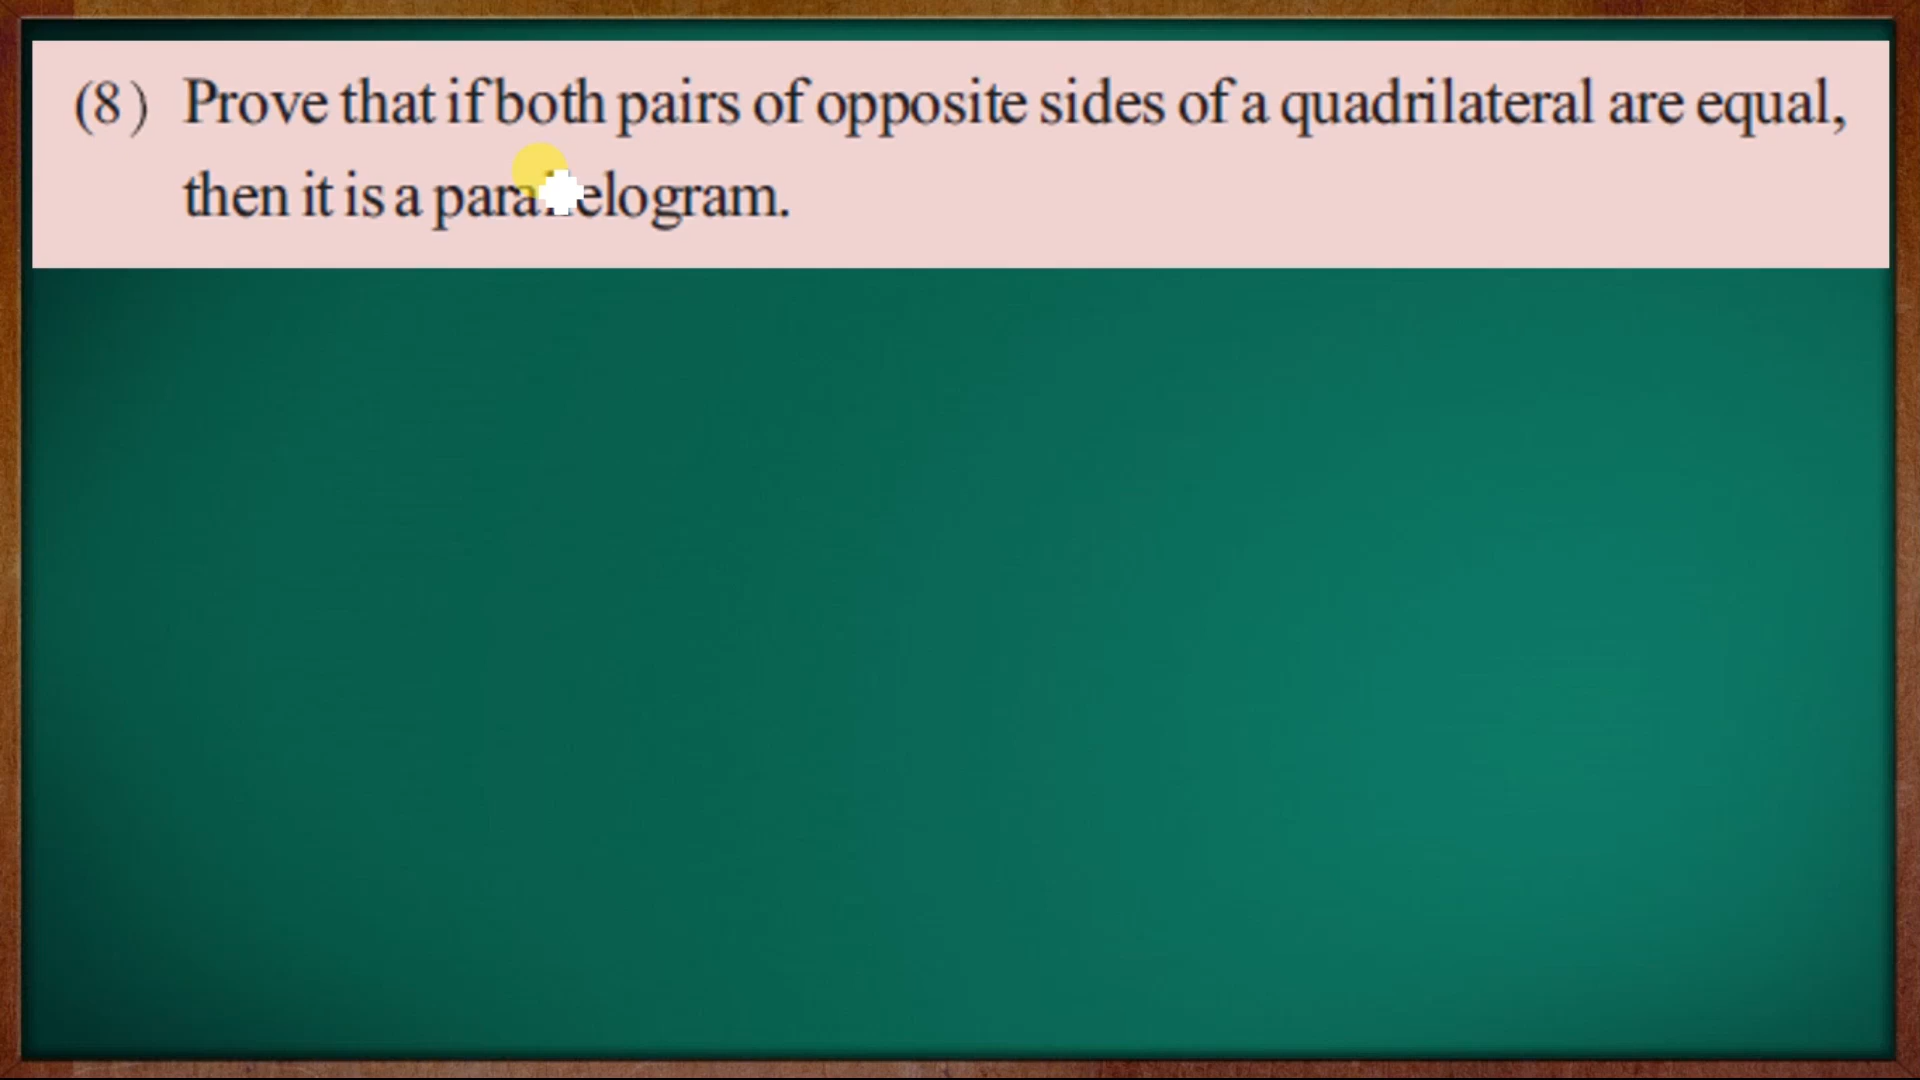 (8) Prove that if both pairs of opposite sides of a quadrilateral are equal,
then it is a parallelogram.